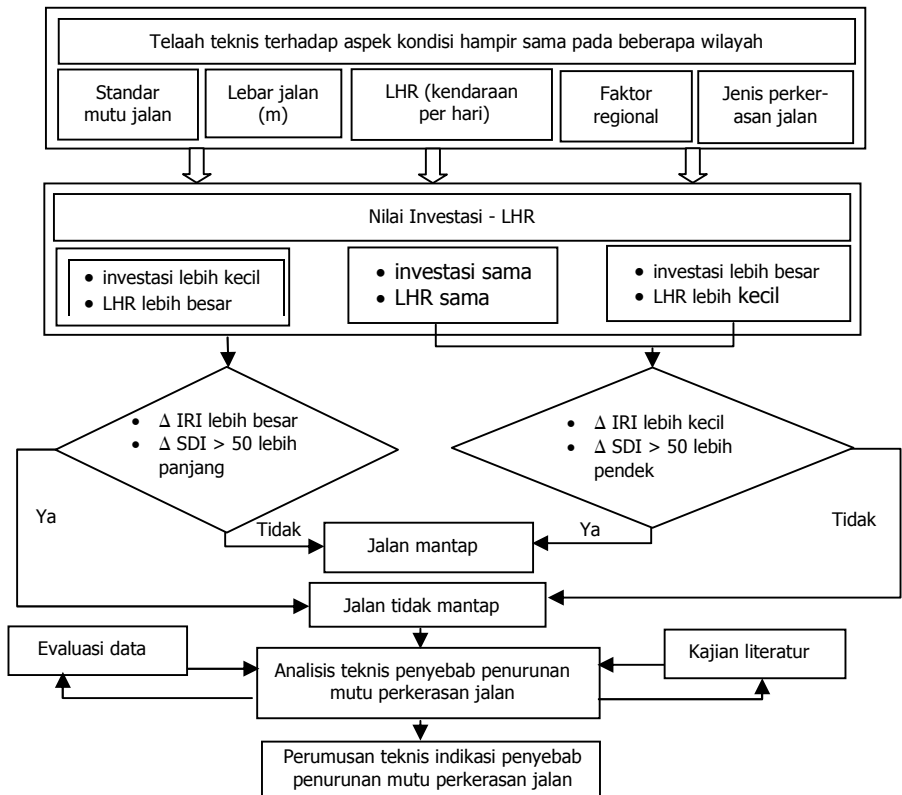 Telaah teknis terhadap aspek kondisi hampir sama pada beberapa wilayah
Standar
mutu jalan
Lebar jalan
(m)
LHR (kendaraan
per hari)
Faktor
regional
Jenis perker-
asan jalan
Nilai Investasi - LHR
• investasi lebih kecil
• LHR lebih besar
• investasi sama
• LHR sama
• investasi lebih besar
• LHR lebih kecil
• Δ IRI lebih besar
• Δ SDI > 50 lebih
panjang
• Δ IRI lebih kecil
• Δ SDI > 50 lebih
pendek
Ya
Tidak
Jalan mantap
Ya
Tidak
Jalan tidak mantap
Evaluasi data
Analisis teknis penyebab penurunan
mutu perkerasan jalan
Kajian literatur
Perumusan teknis indikasi penyebab
penurunan mutu perkerasan jalan